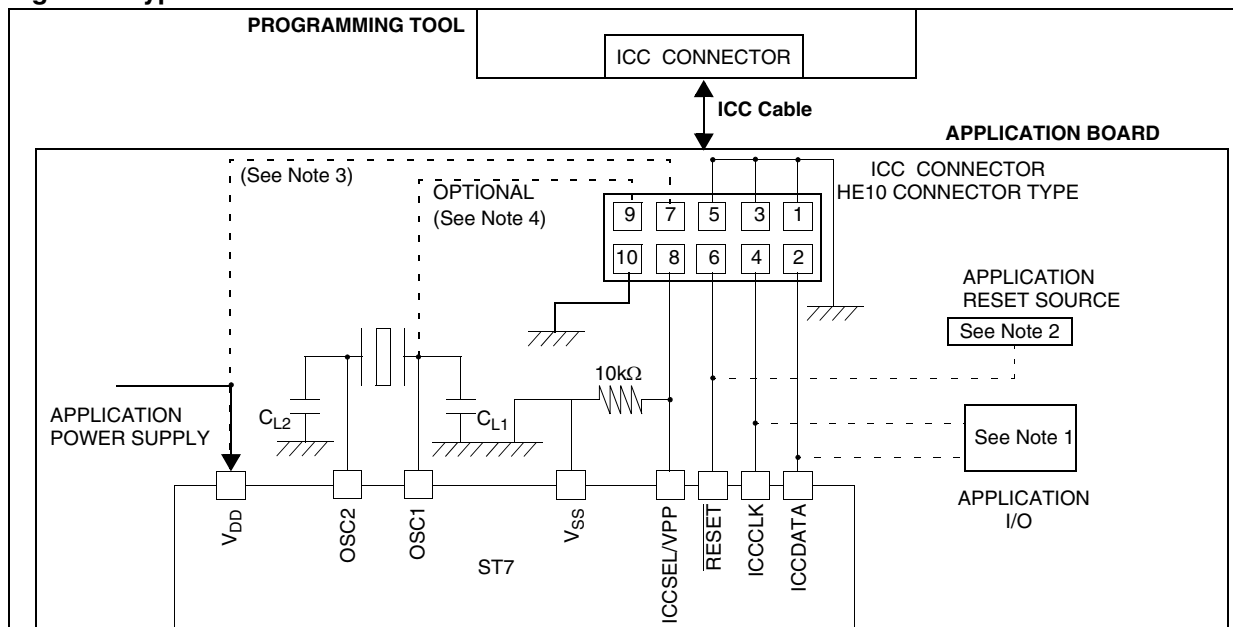 PROGRAMMING TOOL
ICC CONNECTOR
ICC Cable
APPLICATION BOARD
(See Note 3)
OPTIONAL
(See Note 4)
ICC CONNECTOR
HE10 CONNECTOR TYPE
9 7 5 3 1
10 8 6 4 2
APPLICATION
RESET SOURCE
See Note 2
10kΩ
CL2
CL1
APPLICATION
POWER SUPPLY
See Note 1
APPLICATION
I/O
VDD
OSC2
OSC1
VSS
ICCSEL/VPP
RESET
ICCCLK
ICCDATA
ST7